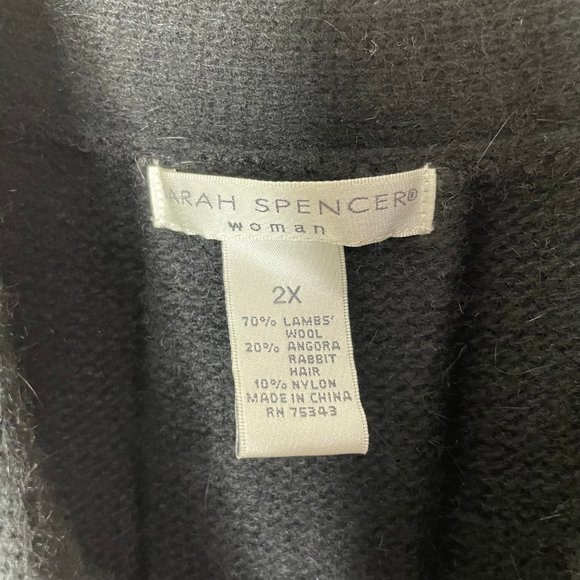 ARAH SPENCER®
woman
2X
70% LAMBS'
WOOL
20% ANGORA
RABBIT
HAIR
10% NYLON
MADE IN CHINA
RN 75343